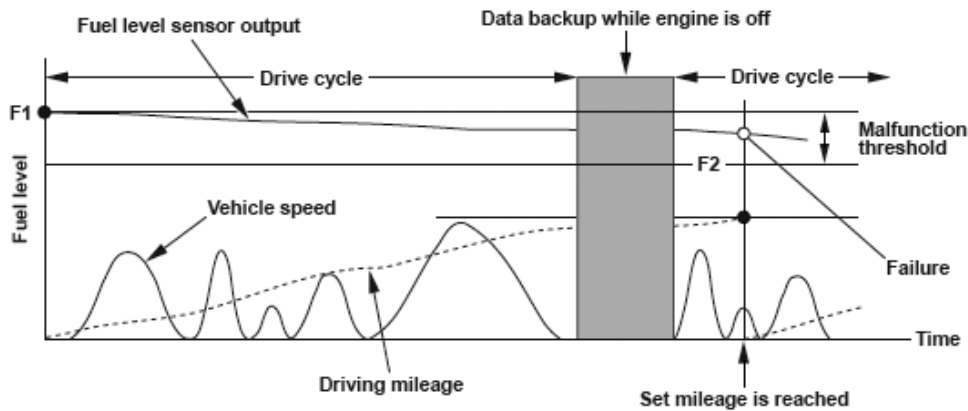 Data backup while engine is off
Fuel level sensor output
Drive cycle
Drive cycle
F1
Malfunction
threshold
F2
Fuel level
Vehicle speed
Failure
Time
Driving mileage
Set mileage is reached